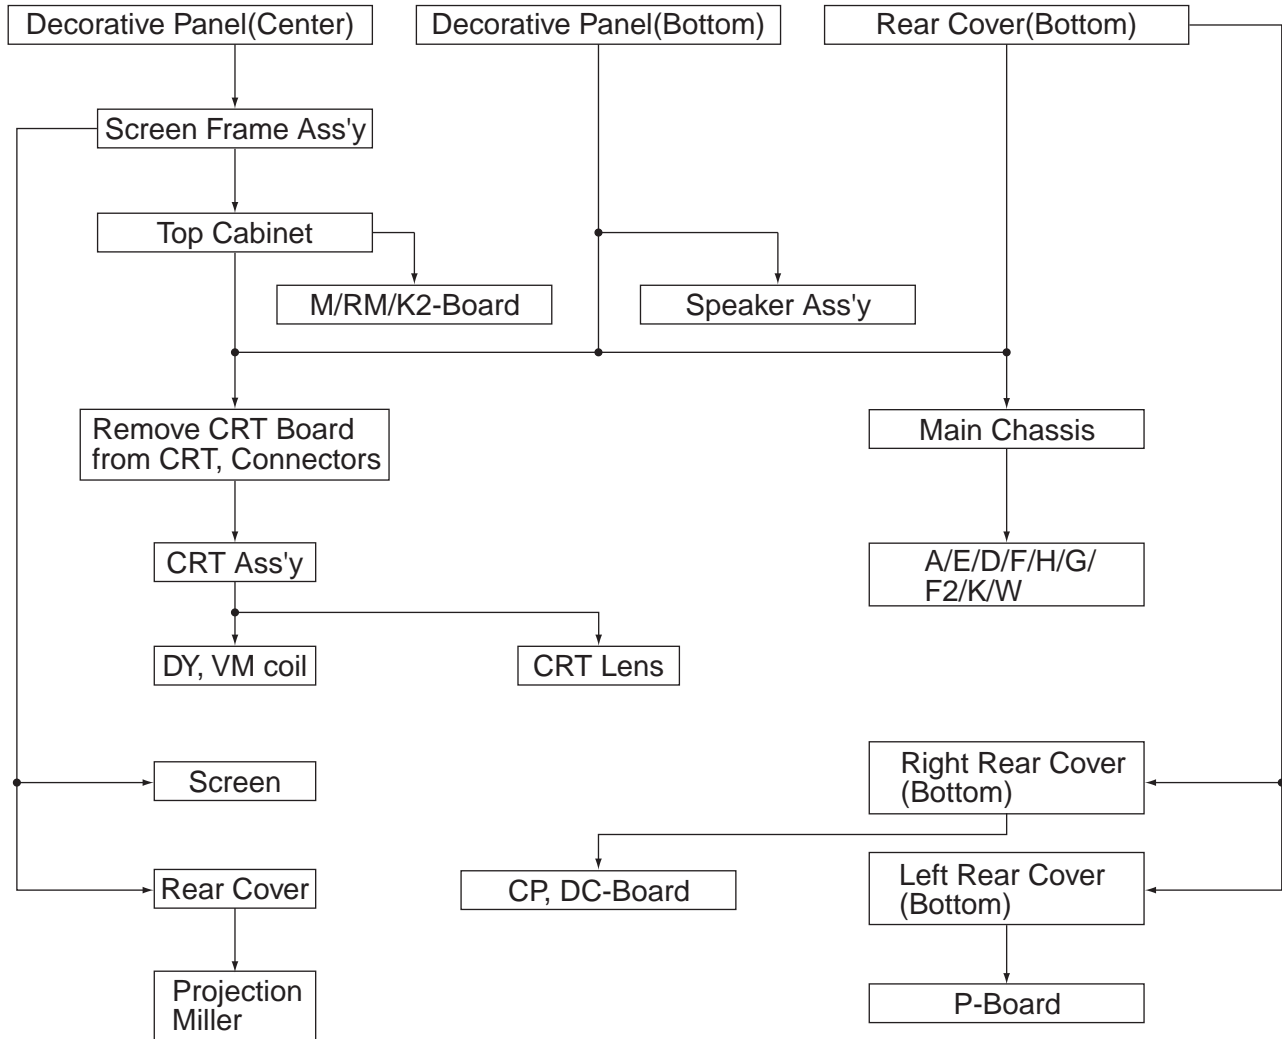 Decorative Panel(Center)
Decorative Panel(Bottom)
Rear Cover(Bottom)
Screen Frame Ass'y
Top Cabinet
M/RM/K2-Board
Speaker Ass'y
Remove CRT Board
from CRT, Connectors
Main Chassis
CRT Ass'y
A/E/D/F/H/G/
F2/K/W
DY, VM coil
CRT Lens
Screen
Right Rear Cover
(Bottom)
Rear Cover
CP, DC-Board
Left Rear Cover
(Bottom)
Projection
Miller
P-Board